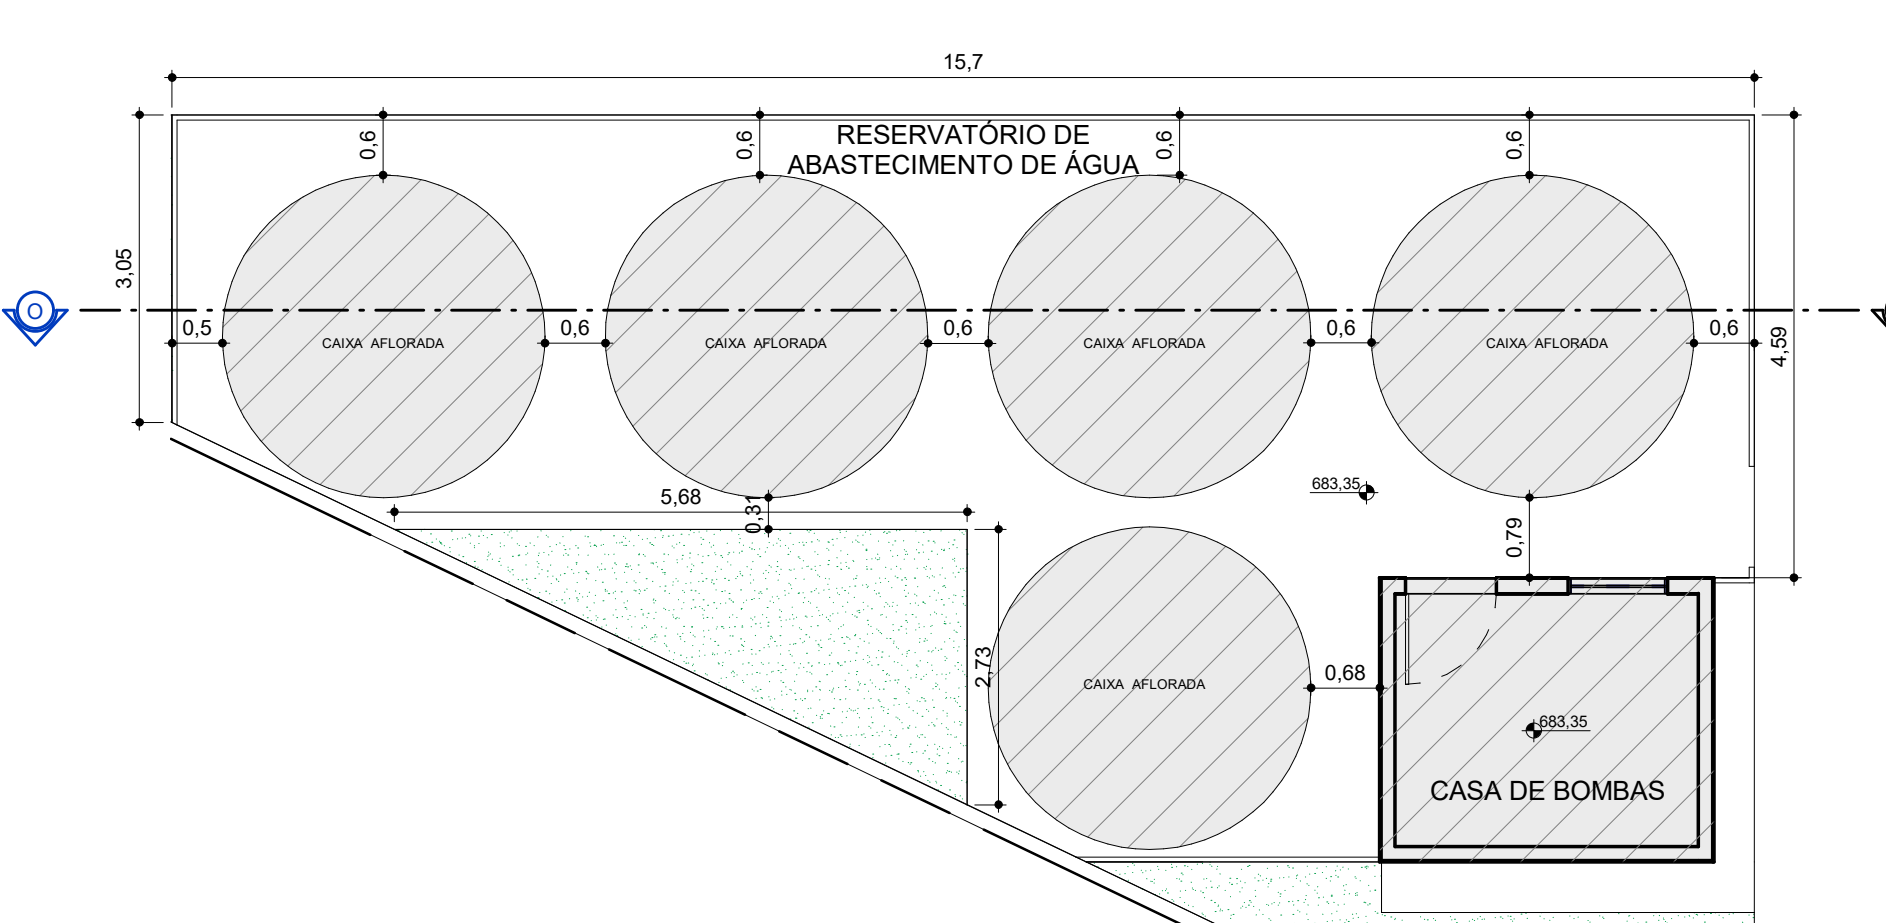 15,7
0,6
0,6
0,6
0,6
RESERVATÓRIO DE
ABASTECIMENTO DE ÁGUA
3,05
O
0,5
0,6
0,6
0,6
0,6
4,59
CAIXA AFLORADA
CAIXA AFLORADA
CAIXA AFLORADA
CAIXA AFLORADA
683,35
5,68
0,31
0,79
2,73
CAIXA AFLORADA
0,68
683,35
CASA DE BOMBAS